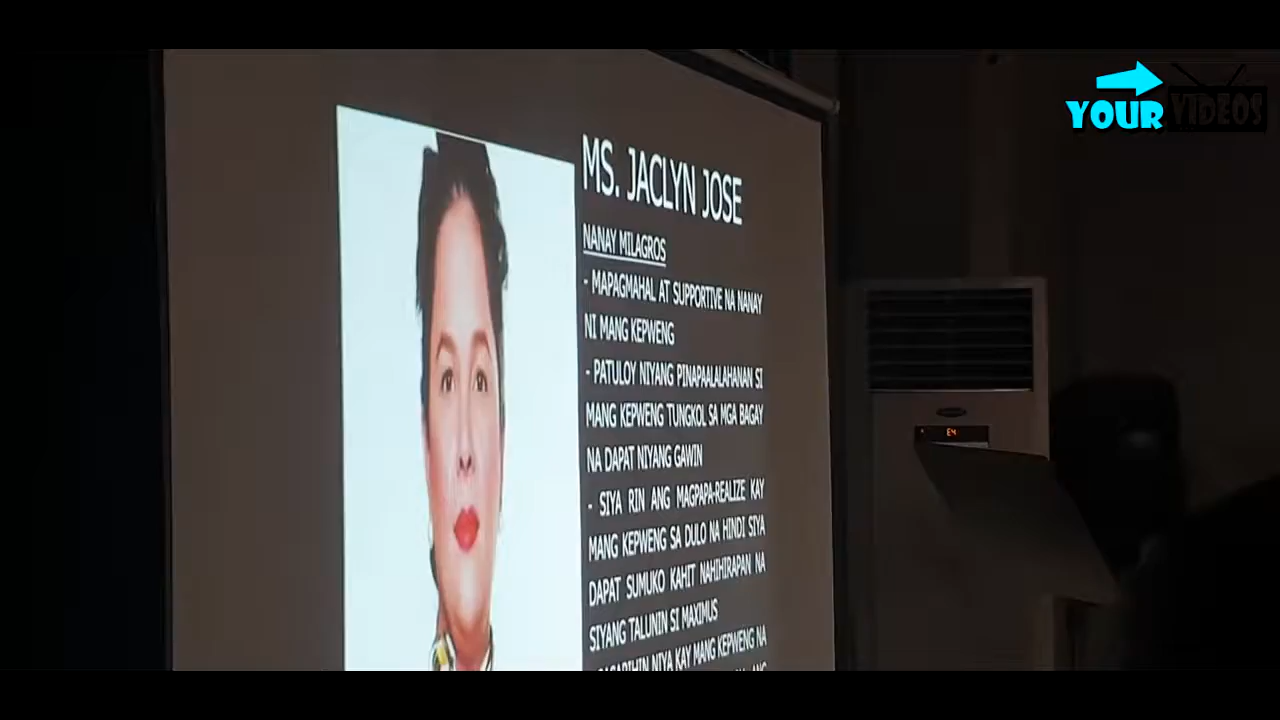 YOUR VIDEOS
MS. JACLYN JOSE
NANAY MILAGROS
- MAPAGMAHAL AT SUPPORTIVE NA NANAY
NI MANG KEPWENG
- PATULOY NIYANG PINAPAALALAHANAN SI
MANG KEPWENG TUNGKOL SA MGA BAGAY
NA DAPAT NIYANG GAWIN
- SIYA RIN ANG MAGPAPA-REALIZE KAY
MANG KEPWENG SA DULO NA HINDI SIYA
DAPAT SUMUKO KAHIT NAHIHIRAPAN NA
SIYANG TALUNIN SI MAXIMUS
NIYA KAY MANG KEPWENG NA
ANG
E4